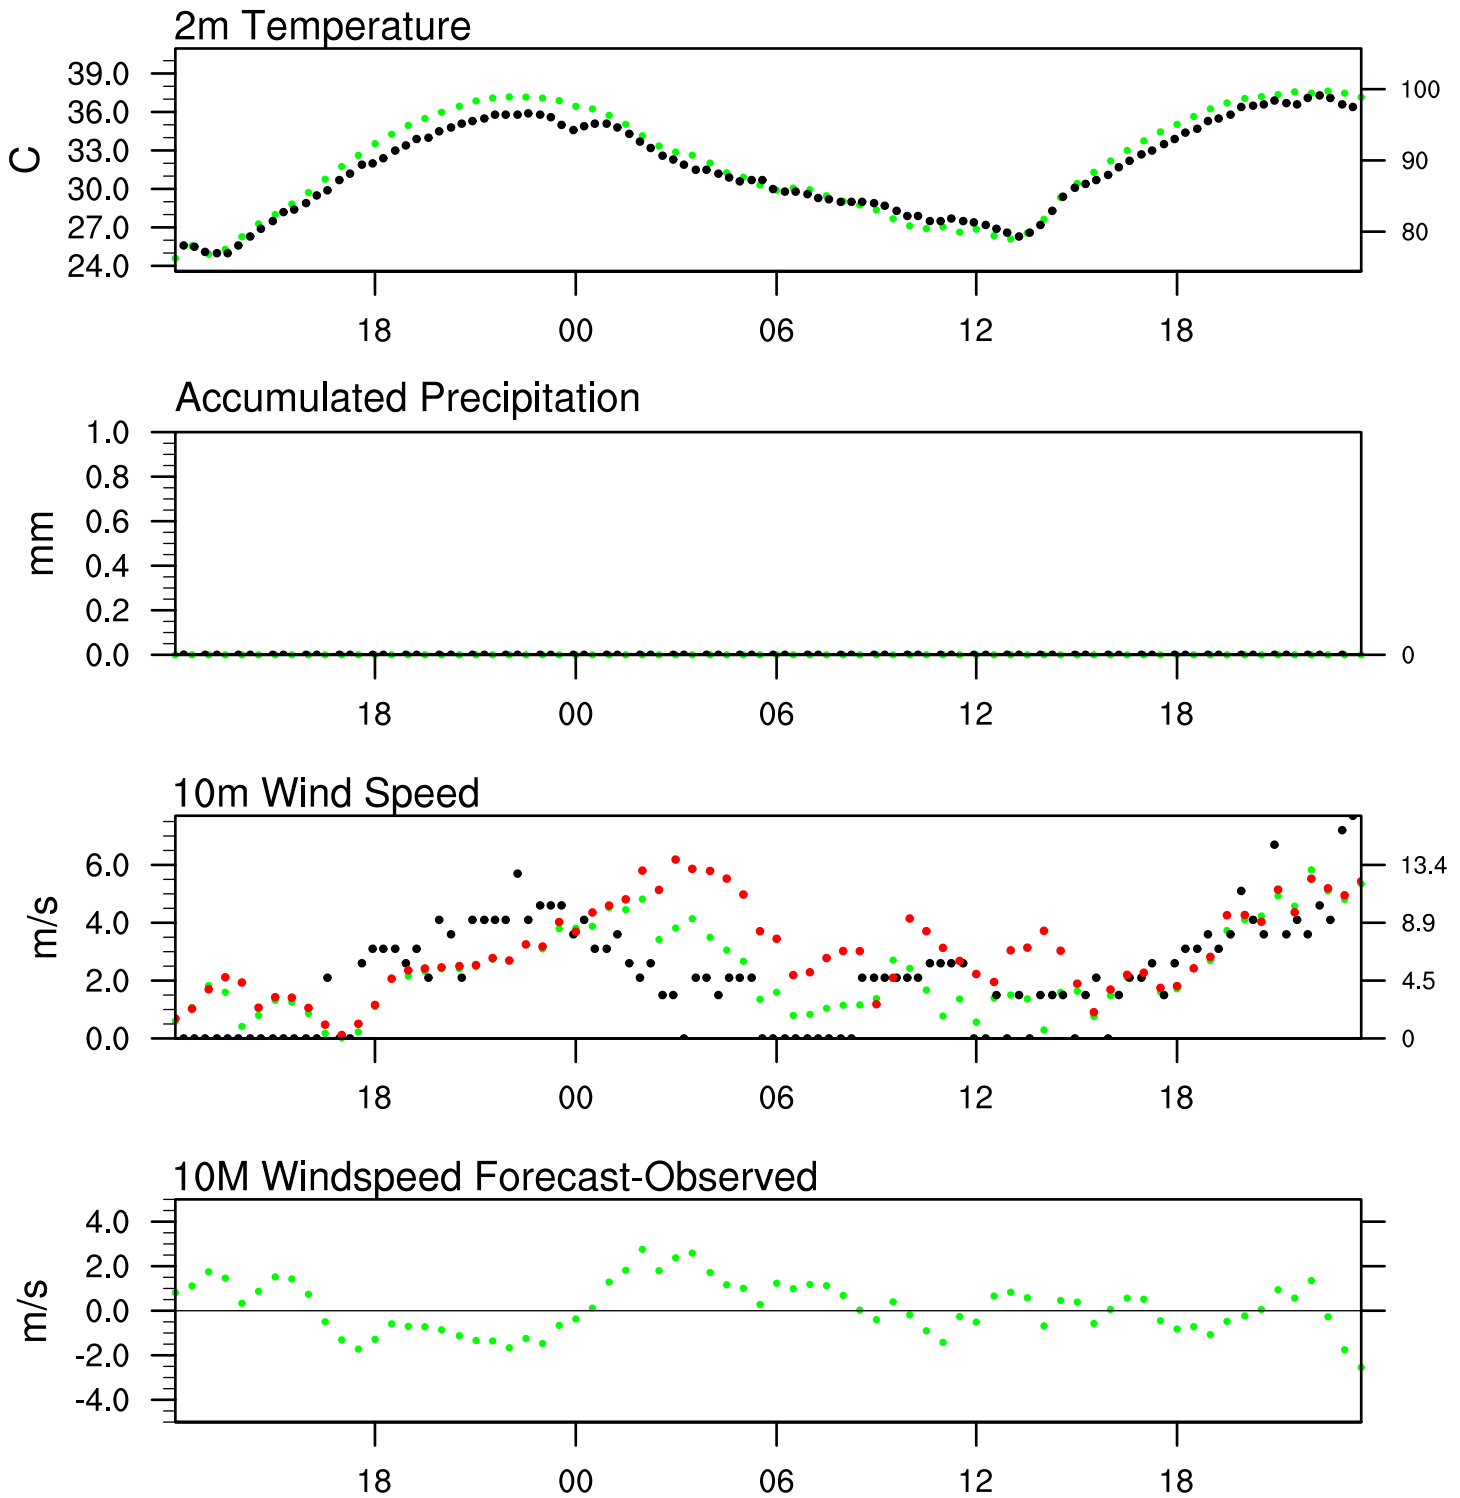 2m Temperature
39.0
36.0
33.0
30.0
27.0
24.0
C
100
90
80
18 00 06 12 18
Accumulated Precipitation
1.0
0.8
0.6
0.4
0.2
0.0
mm
0
18 00 06 12 18
10m Wind Speed
6.0
4.0
2.0
0.0
m/s
13.4
8.9
4.5
0
18 00 06 12 18
10M Windspeed Forecast-Observed
4.0
2.0
0.0
-2.0
-4.0
m/s
18 00 06 12 18